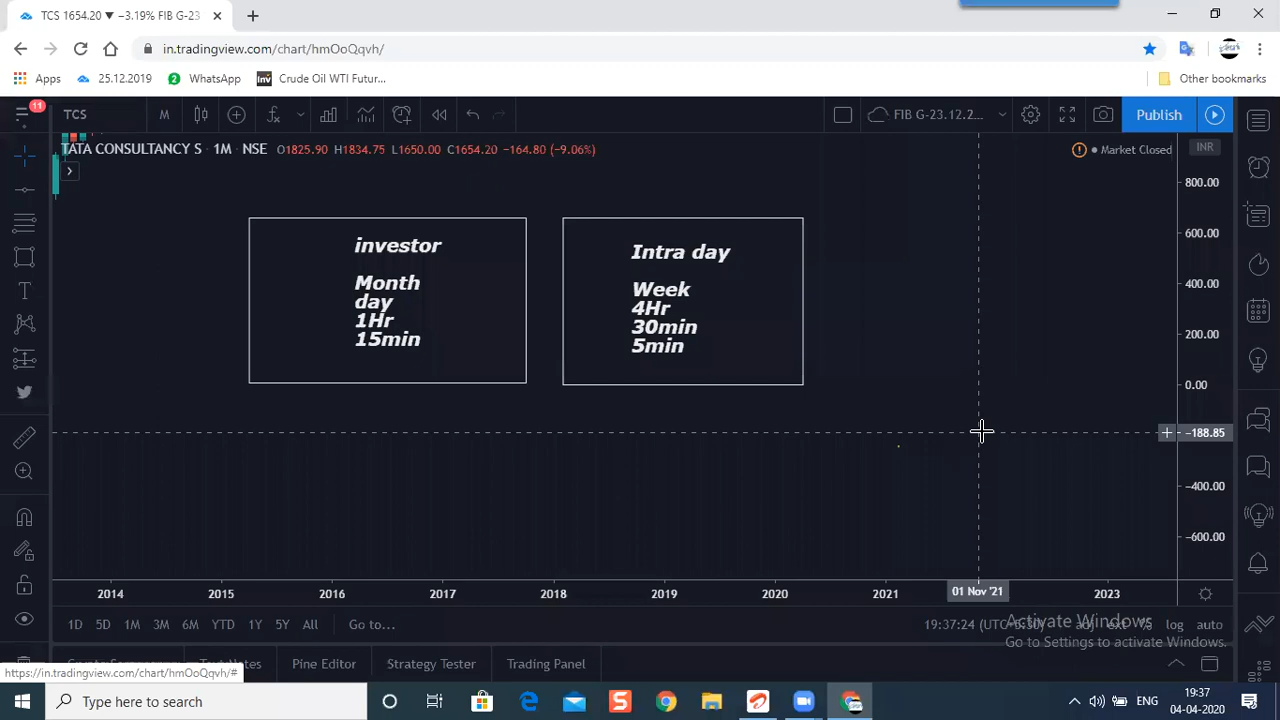 TCS 1654.20 ▼ −3.19% FIB G-23
in.tradingview.com/chart/hmOoQqvh/
Apps 25.12.2019 WhatsApp Crude Oil WTI Futur... Other bookmarks
11
TCS M FIB G-23.12.2... Publish
TATA CONSULTANCY S · 1M · NSE O1825.90 H1834.75 L1650.00 C1654.20 −164.80 (−9.06%) Market Closed INR
800.00
600.00
400.00
200.00
0.00
−188.85
−400.00
−600.00
investor
Month
day
1Hr
15min
Intra day
Week
4Hr
30min
5min
2014 2015 2016 2017 2018 2019 2020 2021 01 Nov '21 2023
1D 5D 1M 3M 6M YTD 1Y 5Y All Go to... 19:37:24 (UTC+5:30) ext % log auto
Activate Windows
Go to Settings to activate Windows.
Text Notes Pine Editor Strategy Tester Trading Panel
https://in.tradingview.com/chart/hmOoQqvh/#
Type here to search
ENG
19:37
04-04-2020